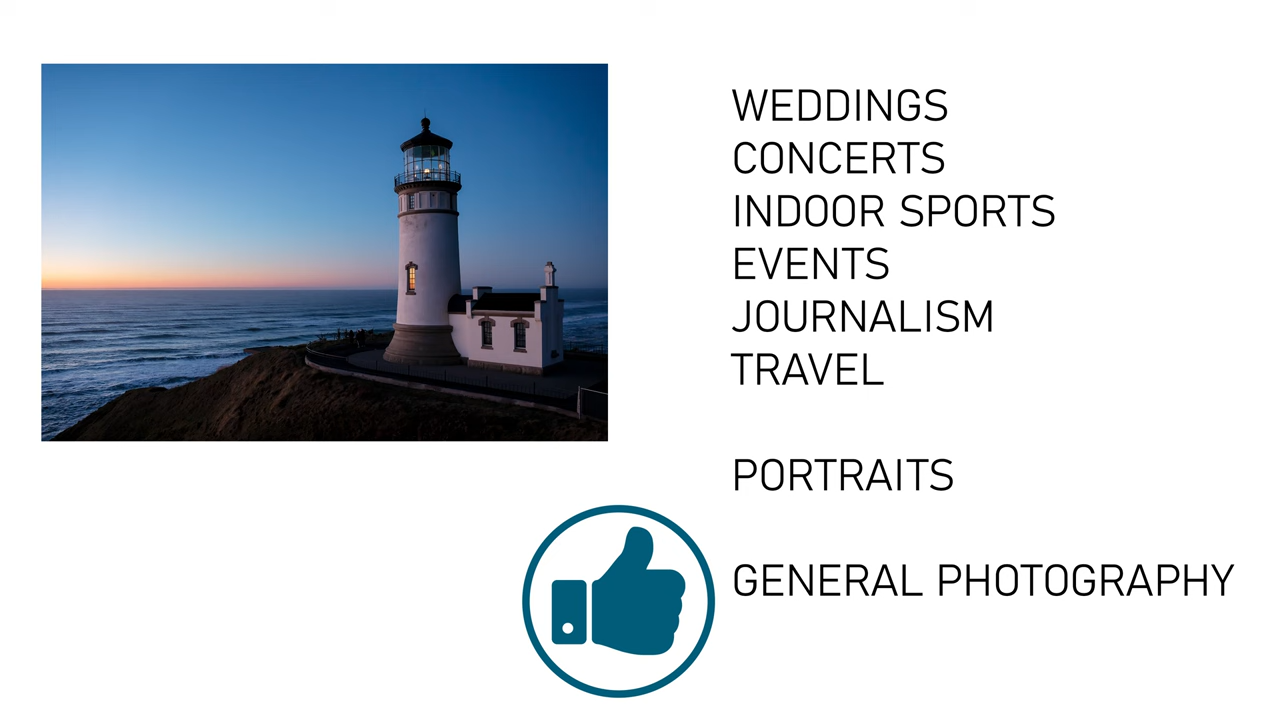 WEDDINGS
CONCERTS
INDOOR SPORTS
EVENTS
JOURNALISM
TRAVEL
PORTRAITS
GENERAL PHOTOGRAPHY